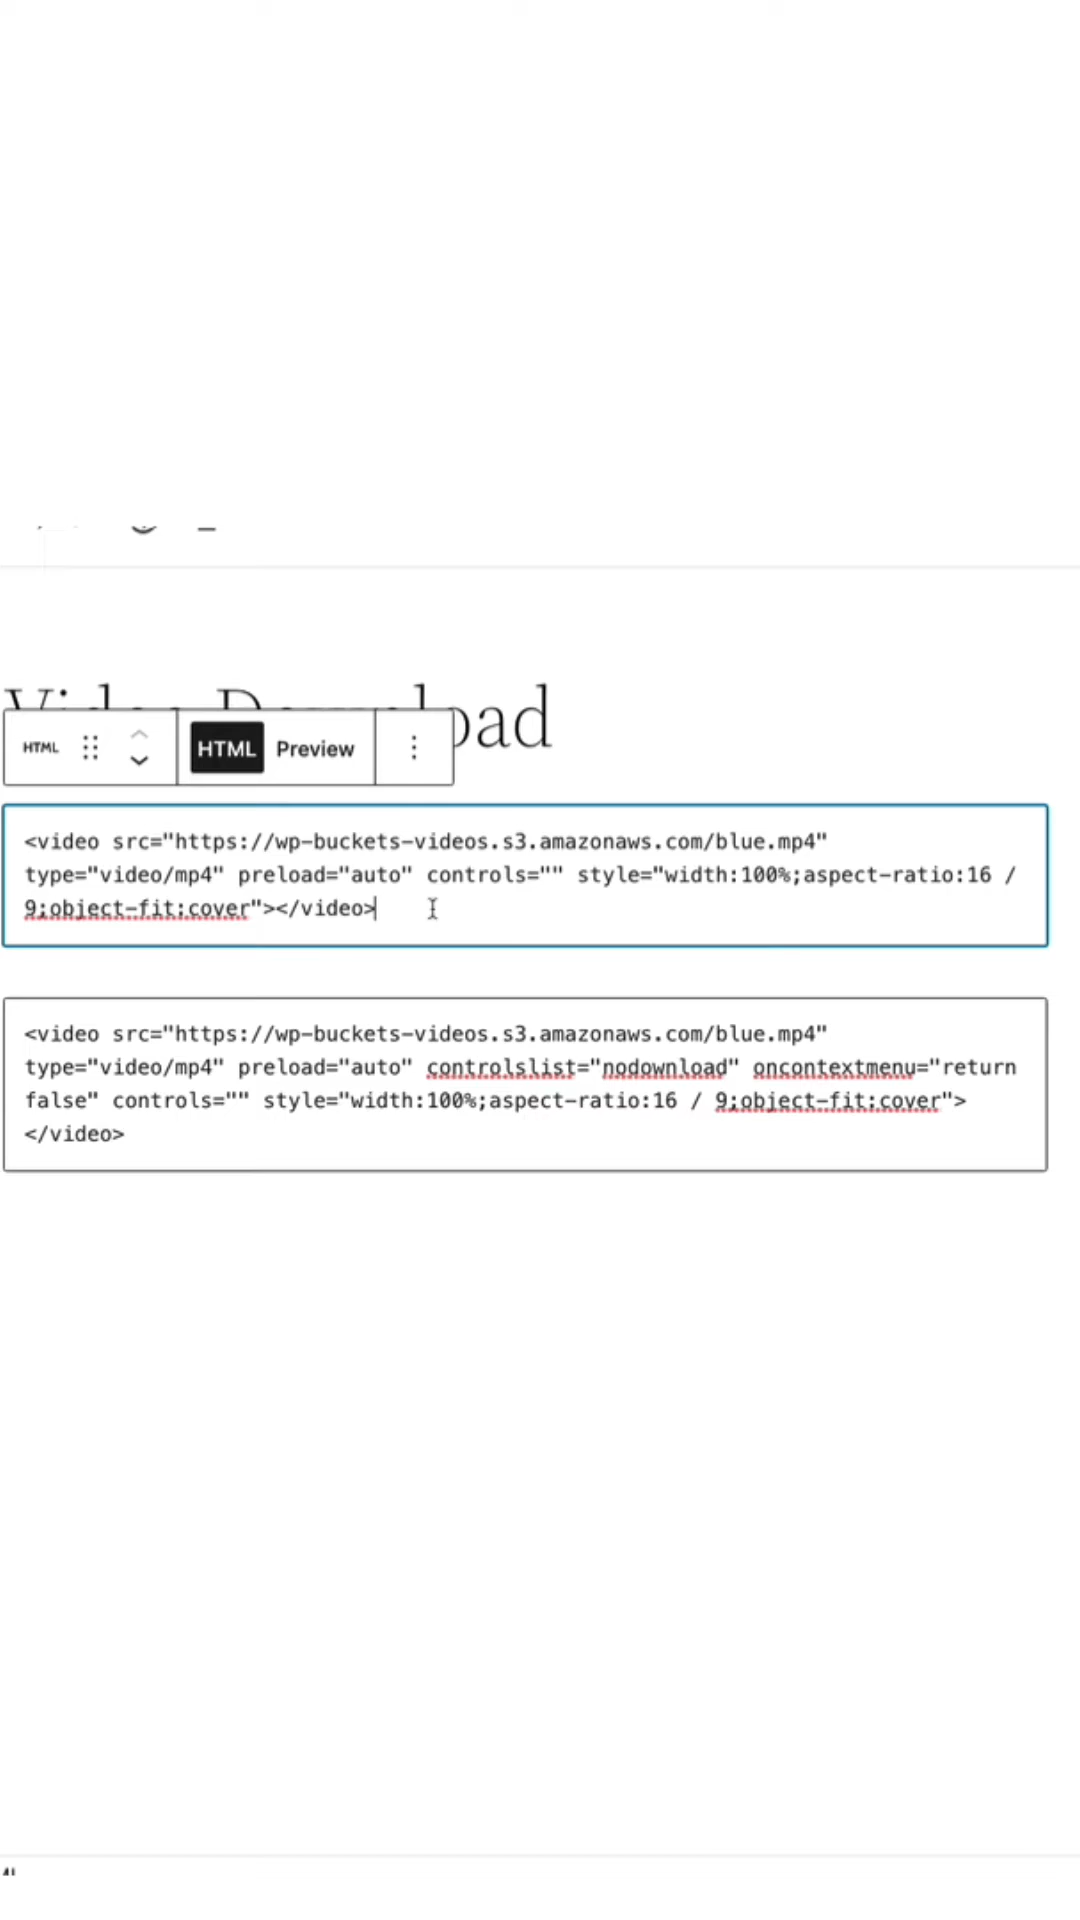 Video Download
HTML HTML Preview
<video src="https://wp-buckets-videos.s3.amazonaws.com/blue.mp4"
type="video/mp4" preload="auto" controls="" style="width:100%;aspect-ratio:16 /
9;object-fit:cover"></video>
<video src="https://wp-buckets-videos.s3.amazonaws.com/blue.mp4"
type="video/mp4" preload="auto" controlslist="nodownload" oncontextmenu="return
false" controls="" style="width:100%;aspect-ratio:16 / 9;object-fit:cover">
</video>